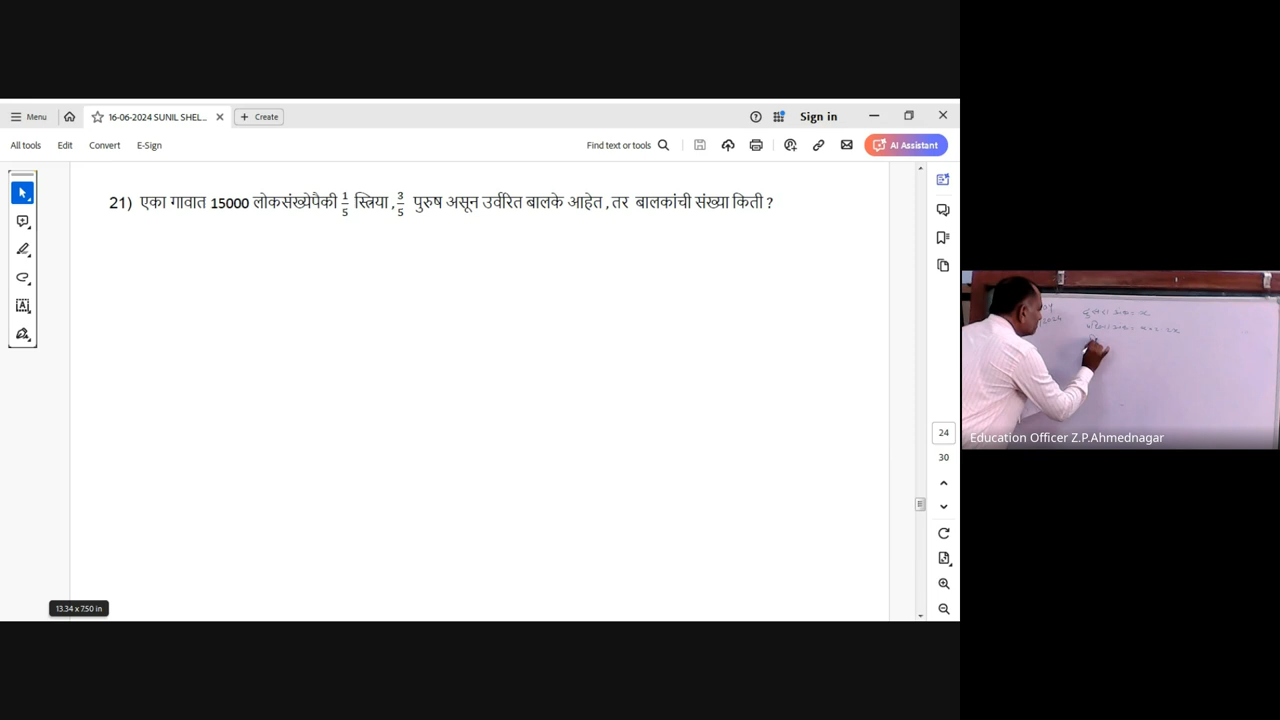 Menu
16-06-2024 SUNIL SHEL...
Create
Sign in
All tools
Edit
Convert
E-Sign
Find text or tools
AI Assistant
21) एका गावात 15000 लोकसंख्येपैकी 1/5 स्त्रिया , 3/5 पुरुष असून उर्वरित बालके आहेत , तर बालकांची संख्या किती ?
24
30
13.34 x 7.50 in
Education Officer Z.P.Ahmednagar